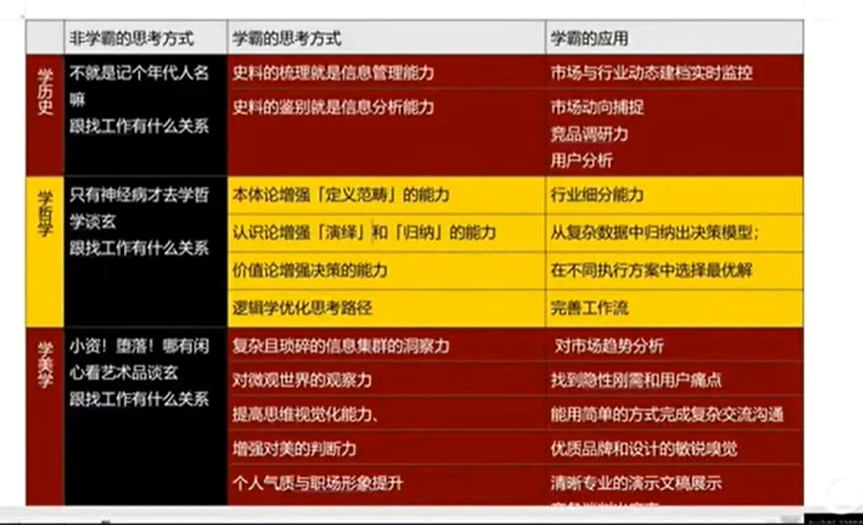 非学霸的思考方式 学霸的思考方式 学霸的应用
学历史
不就是记个年代人名
嘛
跟找工作有什么关系
史料的梳理就是信息管理能力 市场与行业动态建档实时监控
史料的鉴别就是信息分析能力 市场动向捕捉
竞品调研力
用户分析
学哲学
只有神经病才去学哲
学谈玄
跟找工作有什么关系
本体论增强「定义范畴」的能力 行业细分能力
认识论增强「演绎」和「归纳」的能力 从复杂数据中归纳出决策模型；
价值论增强决策的能力 在不同执行方案中选择最优解
逻辑学优化思考路径 完善工作流
学美学
小资！堕落！哪有闲
心看艺术品谈玄
跟找工作有什么关系
复杂且琐碎的信息集群的洞察力 对市场趋势分析
对微观世界的观察力 找到隐性刚需和用户痛点
提高思维视觉化能力、 能用简单的方式完成复杂交流沟通
增强对美的判断力 优质品牌和设计的敏锐嗅觉
个人气质与职场形象提升 清晰专业的演示文稿展示